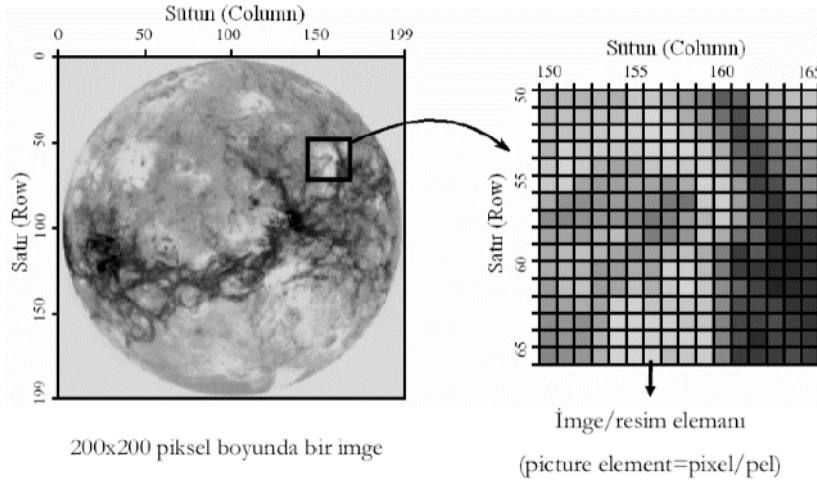 Sütun (Column)
0 50 100 150 199
Satır (Row)
0
50
100
150
199
200x200 piksel boyunda bir imge
Sütun (Column)
150 155 160 165
Satır (Row)
50
55
60
65
İmge/resim elemanı
(picture element=pixel/pel)